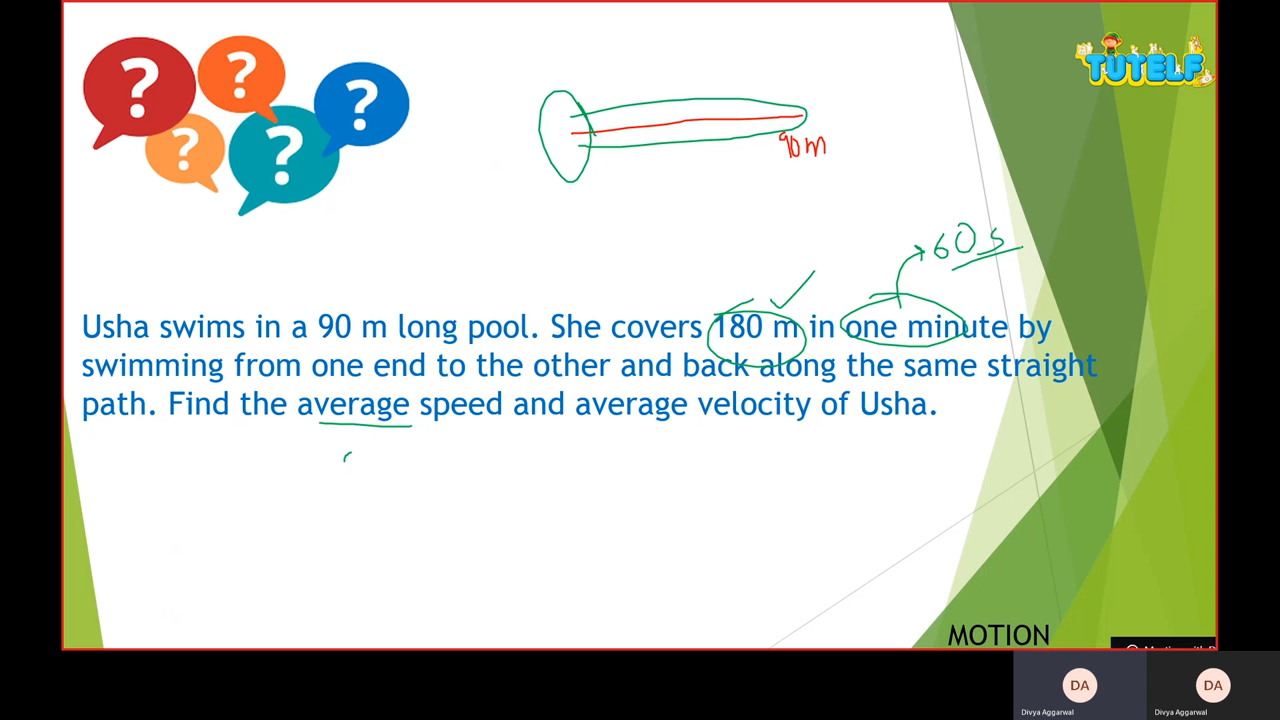 ? ? ? ? ?
TUTELF
90m
60 s
Usha swims in a 90 m long pool. She covers 180 m in one minute by
swimming from one end to the other and back along the same straight
path. Find the average speed and average velocity of Usha.
MOTION
DA DA
Divya Aggarwal Divya Aggarwal